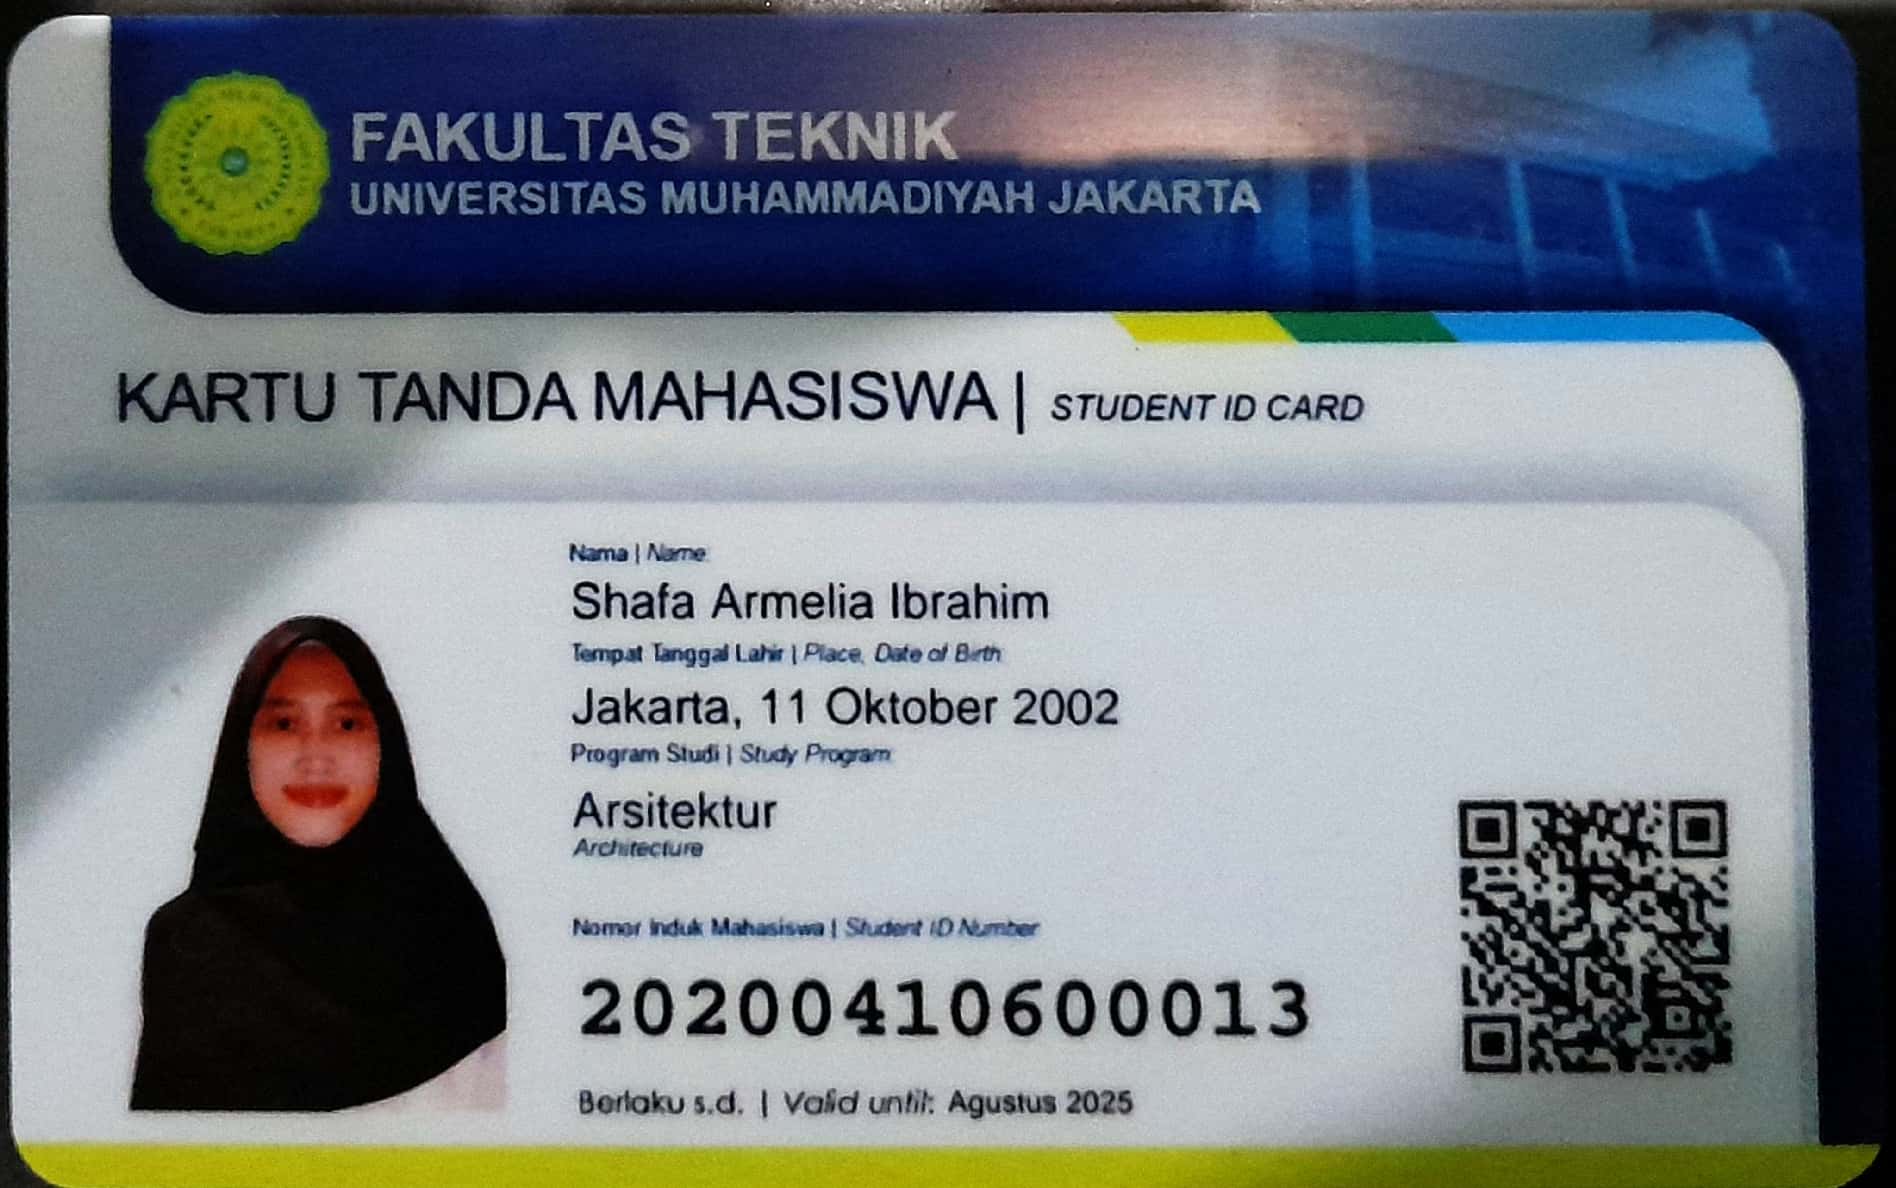 FAKULTAS TEKNIK
UNIVERSITAS MUHAMMADIYAH JAKARTA
KARTU TANDA MAHASISWA | STUDENT ID CARD
Nama | Name
Shafa Armelia Ibrahim
Tempat Tanggal Lahir | Place, Date of Birth
Jakarta, 11 Oktober 2002
Program Studi | Study Program
Arsitektur
Architecture
Nomor Induk Mahasiswa | Student ID Number
20200410600013
Berlaku s.d. | Valid until: Agustus 2025